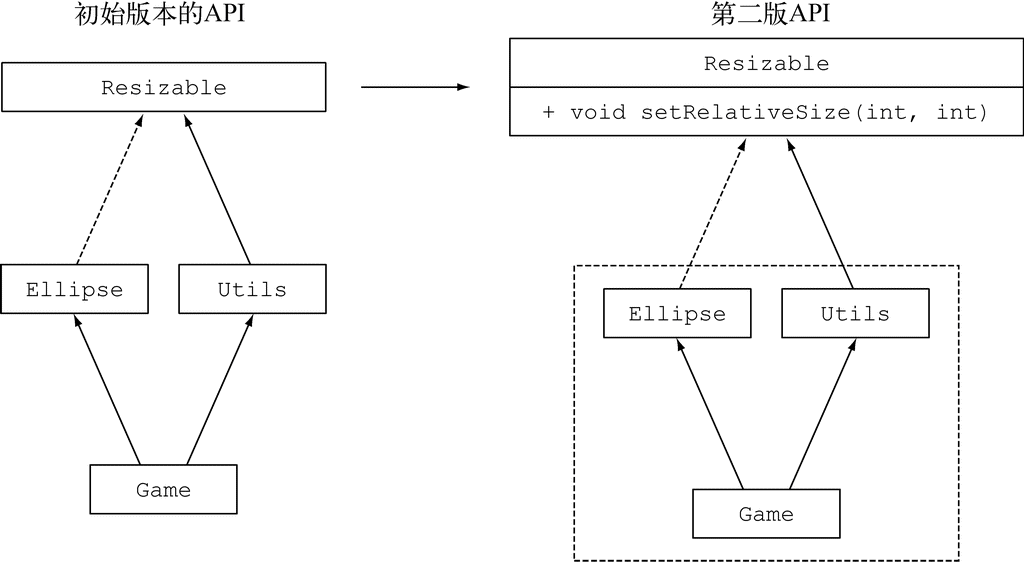 初始版本的API
Resizable
Ellipse
Utils
Game
第二版API
Resizable
+ void setRelativeSize(int, int)
Ellipse
Utils
Game